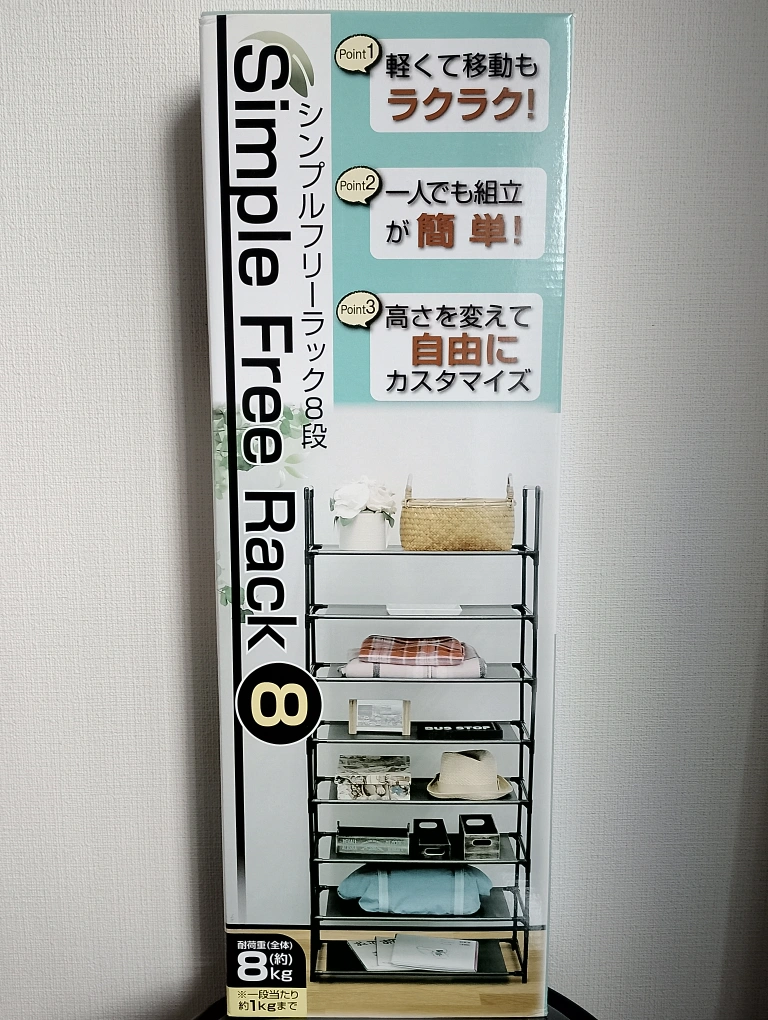 Simple Free Rack 8
シンプルフリーラック8段
Point1
軽くて移動も
ラクラク!
Point2
一人でも組立
が 簡 単!
Point3
高さを変えて
自由に
カスタマイズ
BUS STOP
耐荷重(全体)
8(約)kg
※一段当たり
約1kgまで